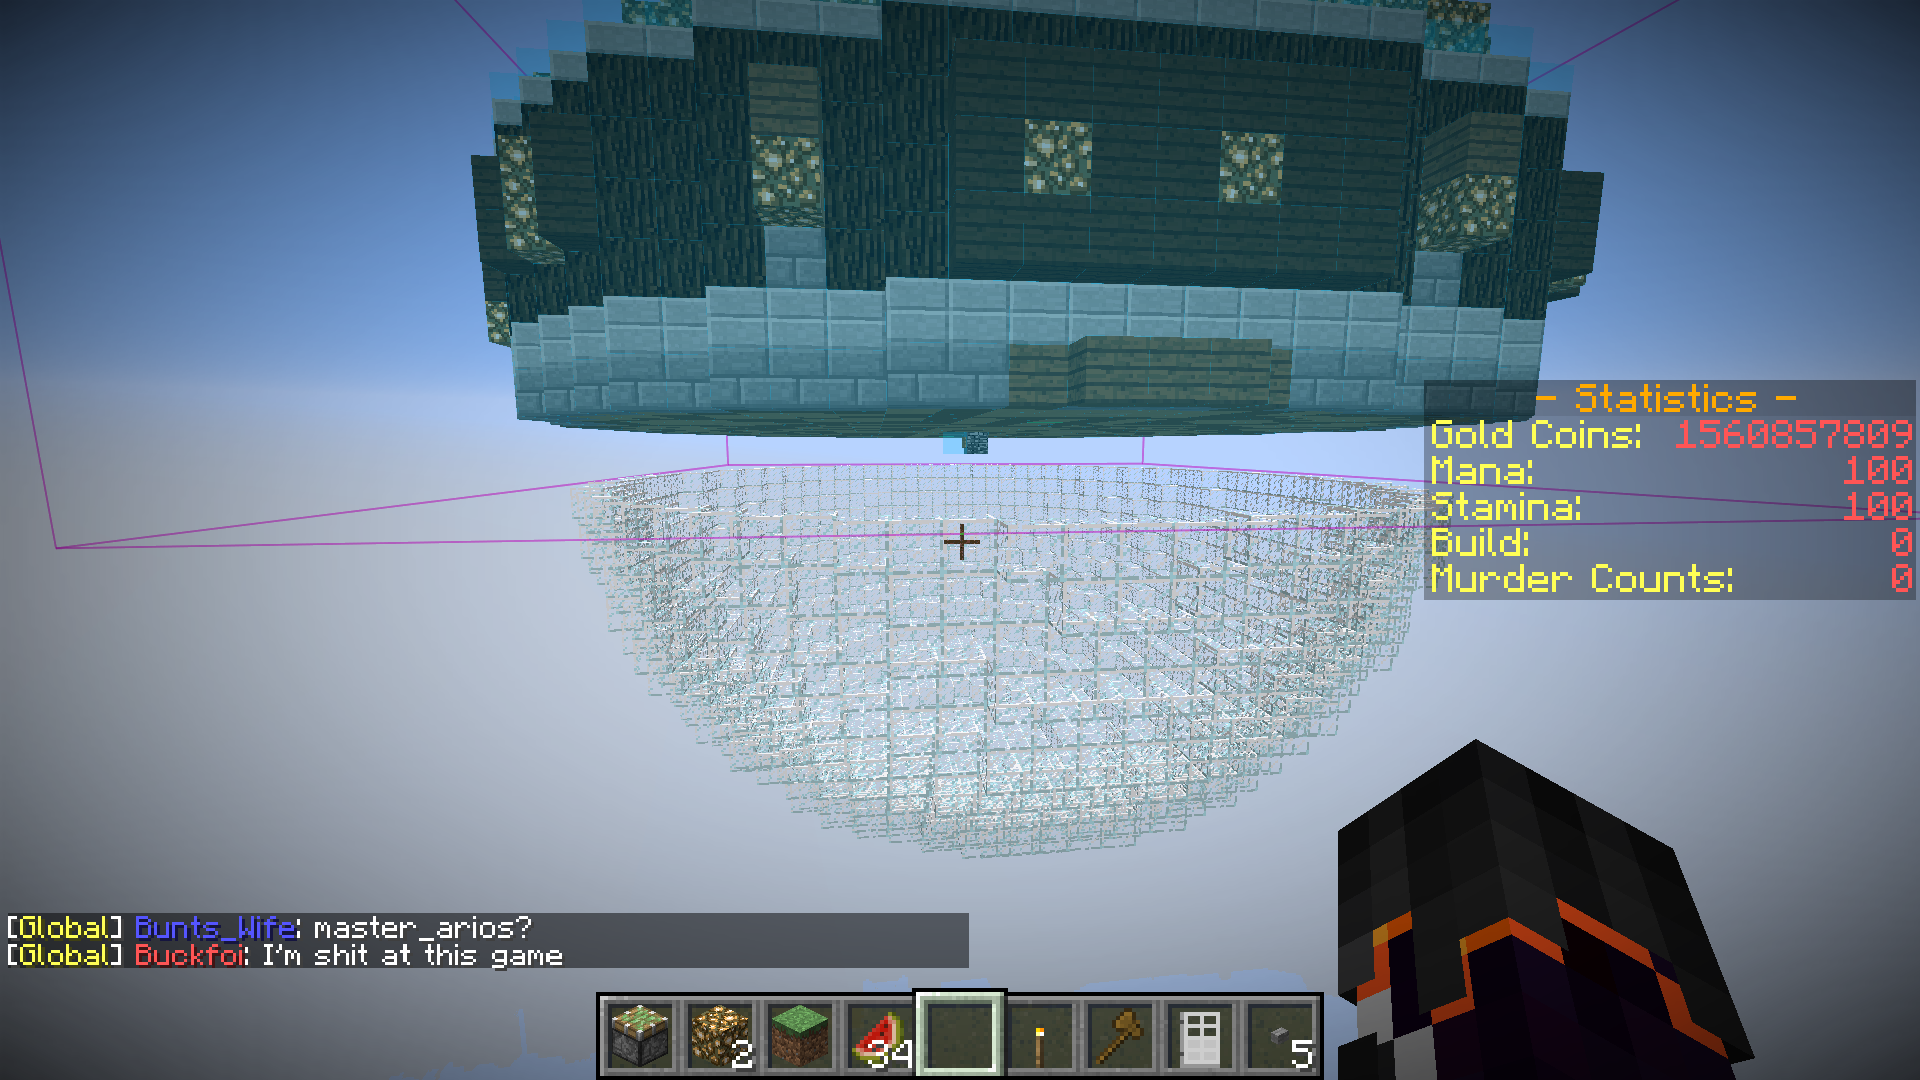 - Statistics -
Gold Coins: 1560857809
Mana: 100
Stamina: 100
Build: 0
Murder Counts: 0
[Global] Bunts_Wife: master_arios?
[Global] Buckfoi: I'm shit at this game
2 34 5